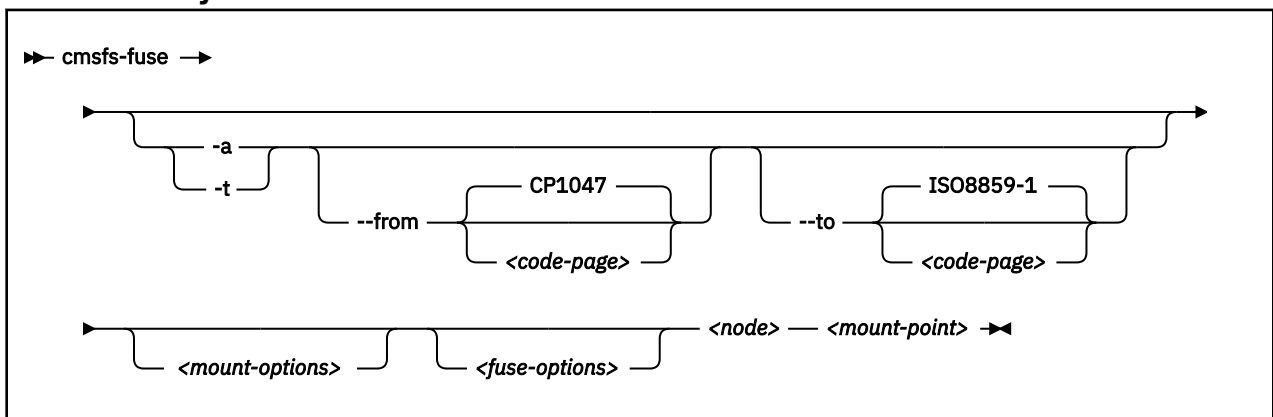 cmsfs-fuse
-a
-t
CP1047
ISO8859-1
--from
--to
<code-page>
<code-page>
<node> <mount-point>
<mount-options>
<fuse-options>